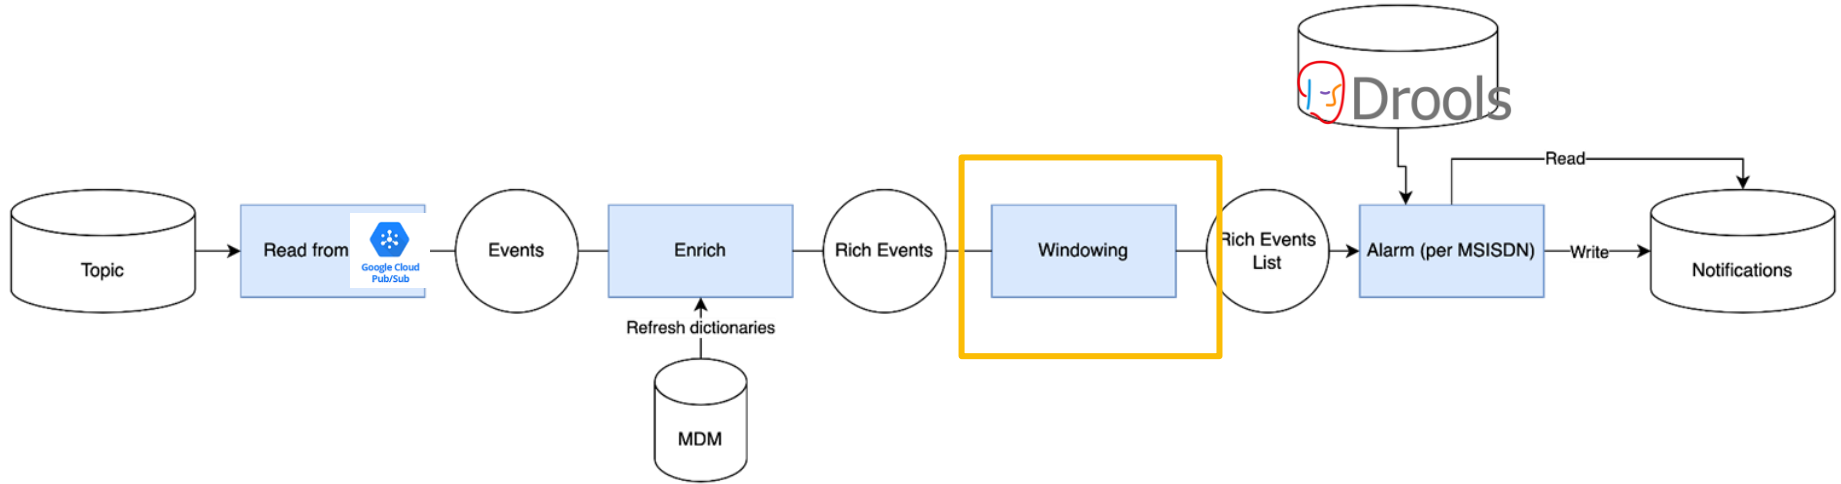 Drools
Read
Topic
Read from
Google Cloud
Pub/Sub
Events
Enrich
Rich Events
Windowing
Rich Events
List
Alarm (per MSISDN)
Write
Notifications
Refresh dictionaries
MDM